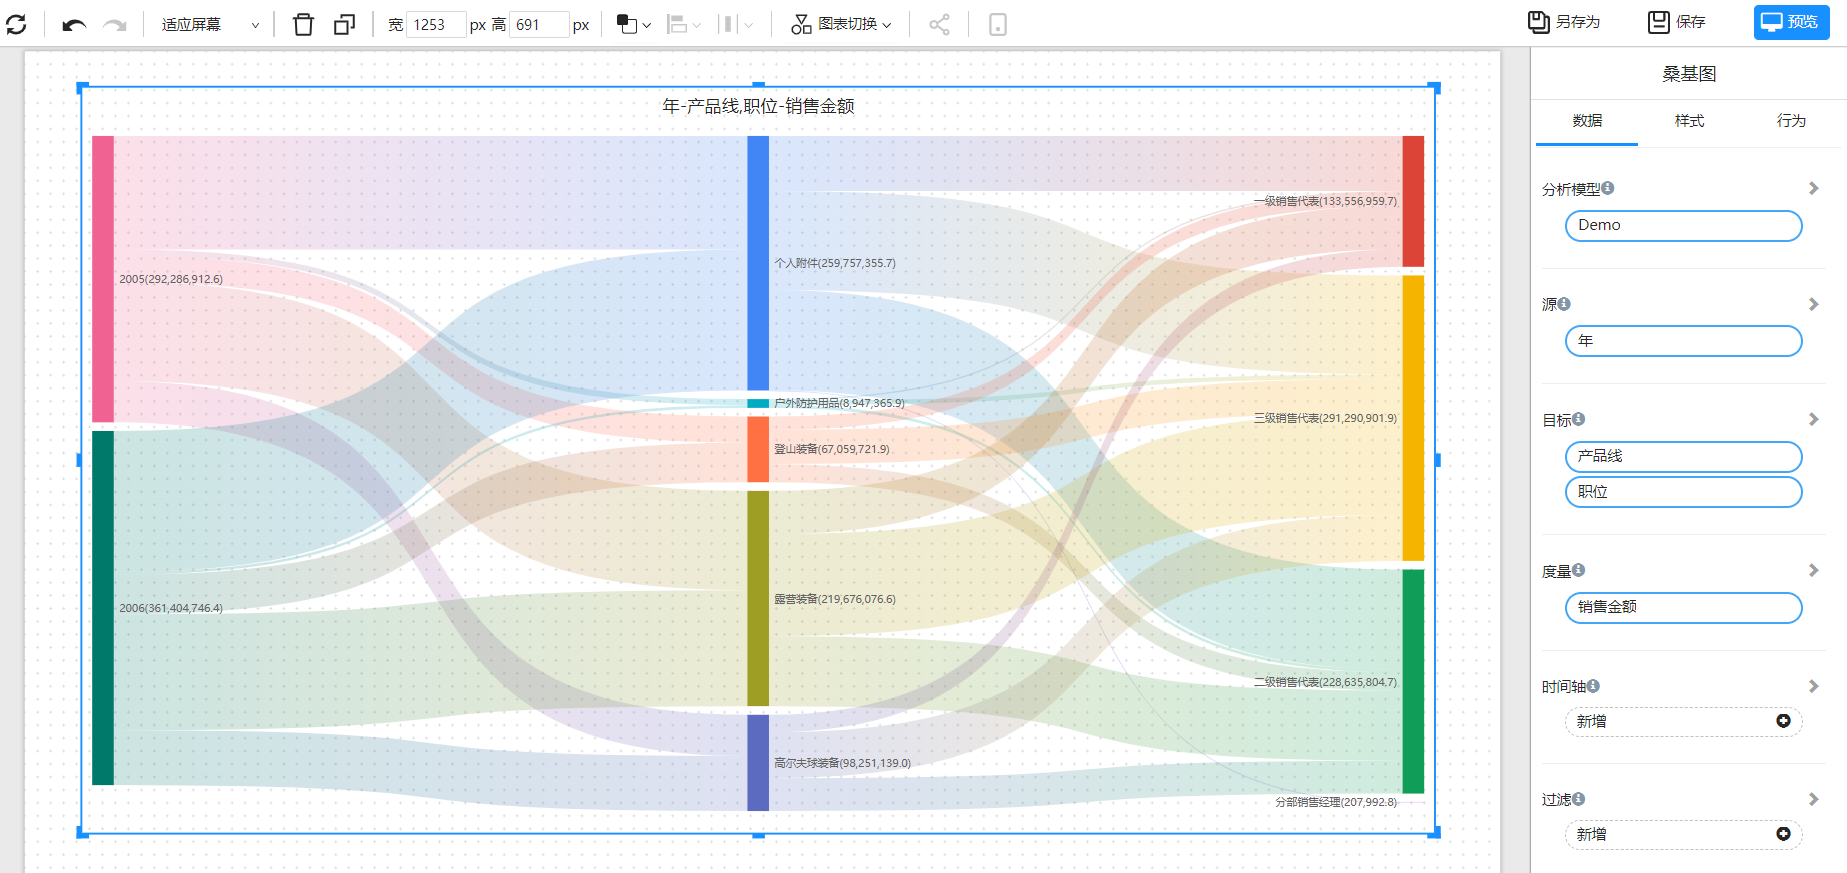 适应屏幕
宽 1253 px 高 691 px
图表切换
另存为
保存
预览
年-产品线,职位-销售金额
2005(292,286,912.6)
2006(361,404,746.4)
个人附件(259,757,355.7)
户外防护用品(8,947,365.9)
登山装备(67,059,721.9)
露营装备(219,676,076.6)
高尔夫球装备(98,251,139.0)
一级销售代表(133,556,959.7)
三级销售代表(291,290,901.9)
二级销售代表(228,635,804.7)
分部销售经理(207,992.8)
桑基图
数据 样式 行为
分析模型
Demo
源
年
目标
产品线
职位
度量
销售金额
时间轴
新增
过滤
新增